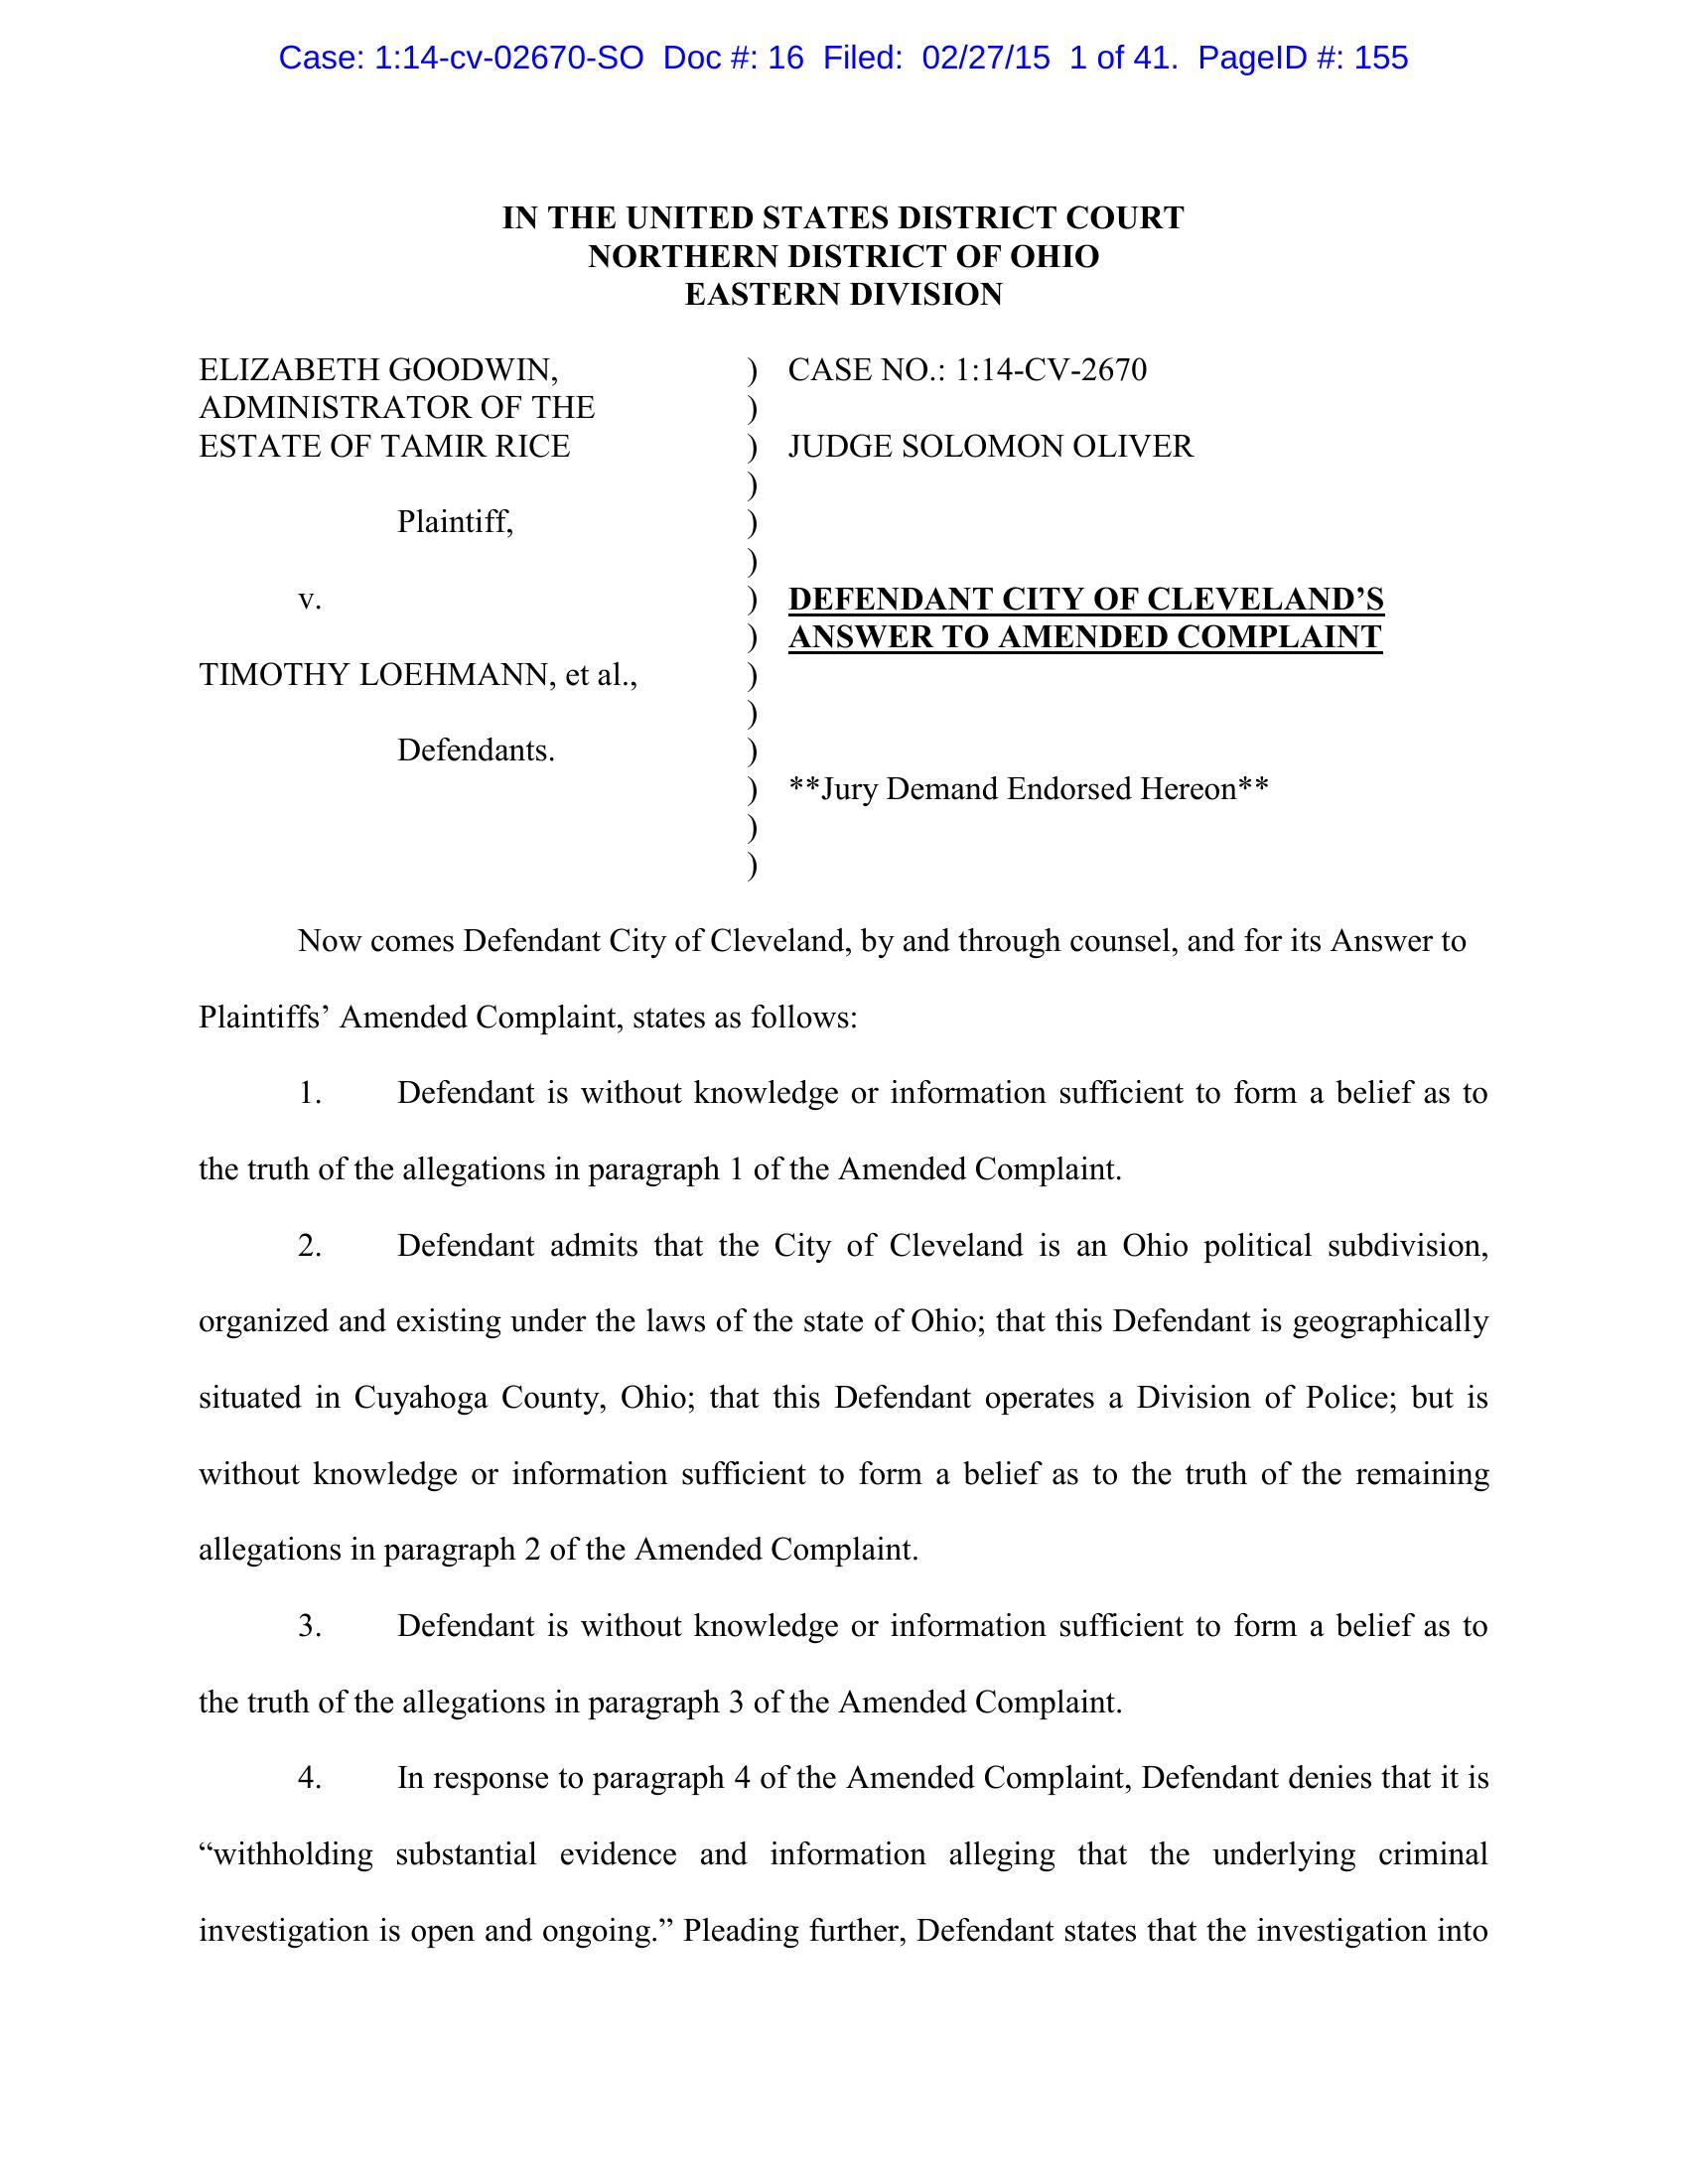 Case: 1:14-cv-02670-SO Doc #: 16 Filed: 02/27/15 1 of 41. PageID #: 155
IN THE UNITED STATES DISTRICT COURT
NORTHERN DISTRICT OF OHIO
EASTERN DIVISION
ELIZABETH GOODWIN, ) CASE NO.: 1:14-CV-2670
ADMINISTRATOR OF THE )
ESTATE OF TAMIR RICE ) JUDGE SOLOMON OLIVER
)
Plaintiff, )
)
v. ) DEFENDANT CITY OF CLEVELAND’S
) ANSWER TO AMENDED COMPLAINT
TIMOTHY LOEHMANN, et al., )
)
Defendants. )
) **Jury Demand Endorsed Hereon**
)
)
Now comes Defendant City of Cleveland, by and through counsel, and for its Answer to
Plaintiffs’ Amended Complaint, states as follows:
1. Defendant is without knowledge or information sufficient to form a belief as to
the truth of the allegations in paragraph 1 of the Amended Complaint.
2. Defendant admits that the City of Cleveland is an Ohio political subdivision,
organized and existing under the laws of the state of Ohio; that this Defendant is geographically
situated in Cuyahoga County, Ohio; that this Defendant operates a Division of Police; but is
without knowledge or information sufficient to form a belief as to the truth of the remaining
allegations in paragraph 2 of the Amended Complaint.
3. Defendant is without knowledge or information sufficient to form a belief as to
the truth of the allegations in paragraph 3 of the Amended Complaint.
4. In response to paragraph 4 of the Amended Complaint, Defendant denies that it is
“withholding substantial evidence and information alleging that the underlying criminal
investigation is open and ongoing.” Pleading further, Defendant states that the investigation into